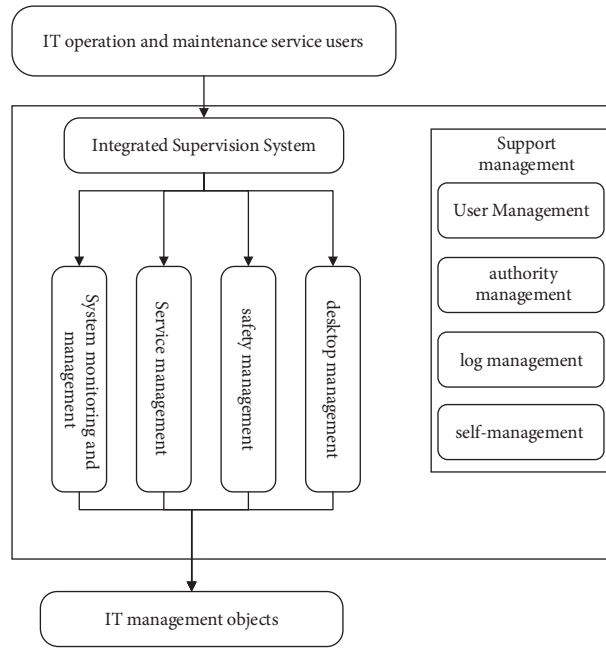 IT operation and maintenance service users
Integrated Supervision System
System monitoring and
management
Service management
safety management
desktop management
Support
management
User Management
authority
management
log management
self-management
IT management objects